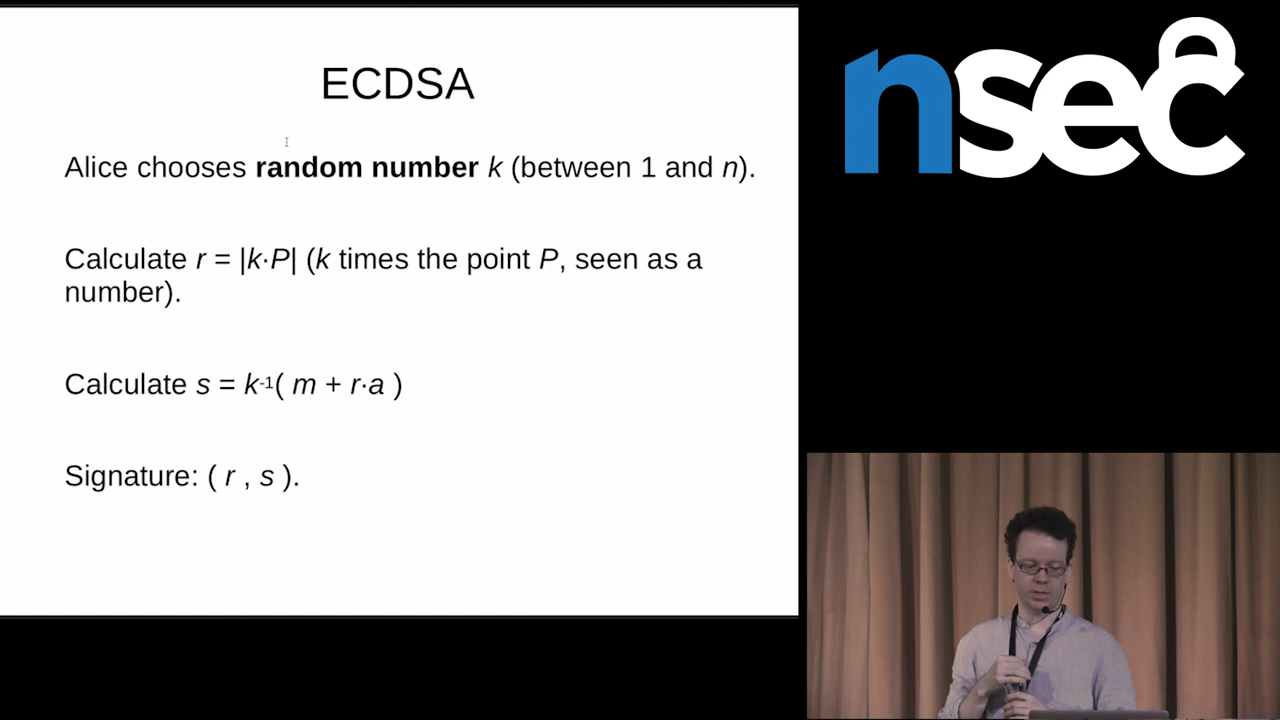 ECDSA
Alice chooses random number k (between 1 and n).
Calculate r = |k·P| (k times the point P, seen as a
number).
Calculate s = k-1( m + r·a )
Signature: ( r , s ).
nsec